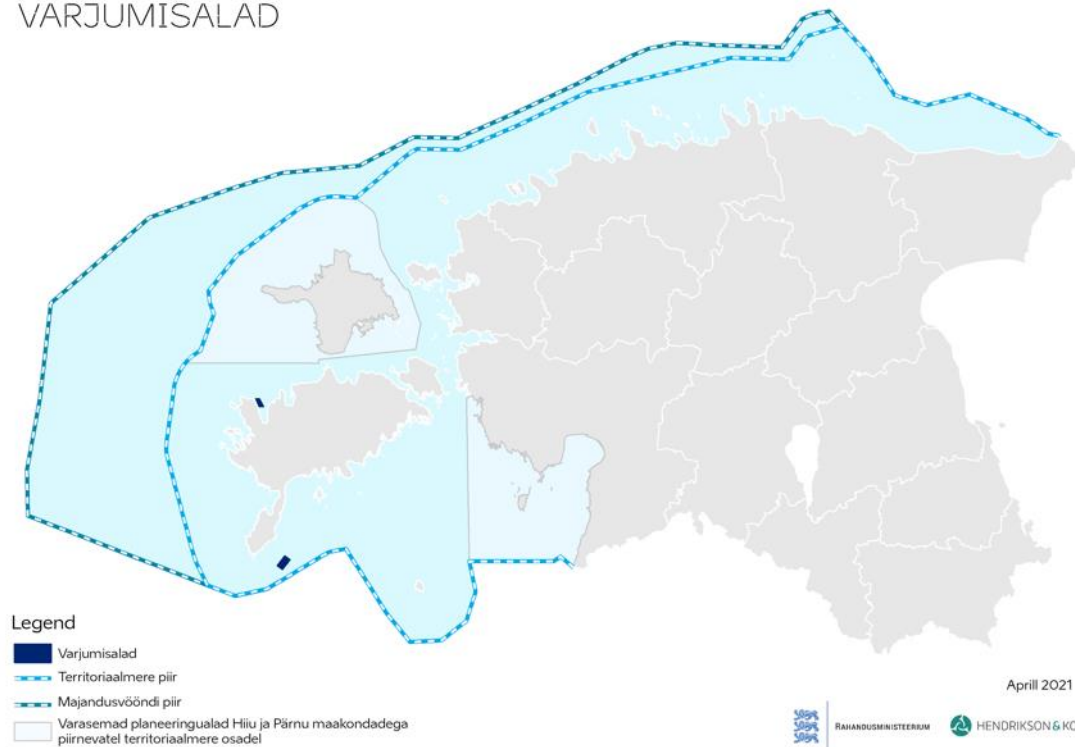 VARJUMISALAD
Legend
Varjumisalad
Territoriaalmere piir
Majandusvööndi piir
Varasemad planeeringualad Hiiu ja Pärnu maakondadega
piirnevatel territoriaalmere osadel
Aprill 2021
RAHANDUSMINISTEERIUM
HENDRIKSON & KO